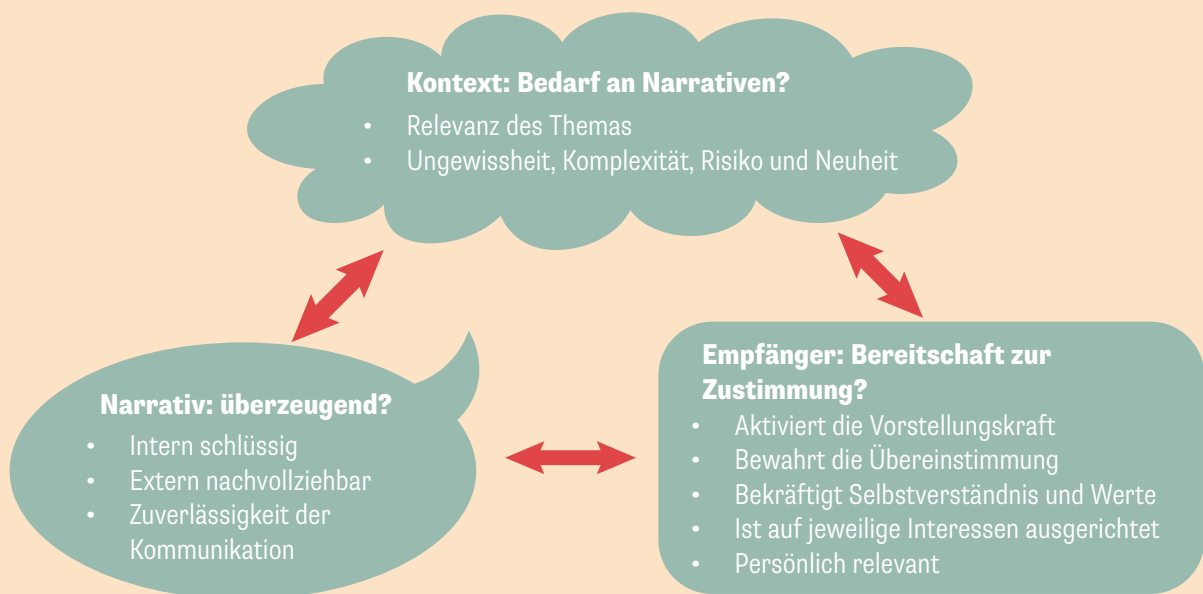 Kontext: Bedarf an Narrativen?
• Relevanz des Themas
• Ungewissheit, Komplexität, Risiko und Neuheit
Narrativ: überzeugend?
• Intern schlüssig
• Extern nachvollziehbar
• Zuverlässigkeit der
Kommunikation
Empfänger: Bereitschaft zur
Zustimmung?
• Aktiviert die Vorstellungskraft
• Bewahrt die Übereinstimmung
• Bekräftigt Selbstverständnis und Werte
• Ist auf jeweilige Interessen ausgerichtet
• Persönlich relevant